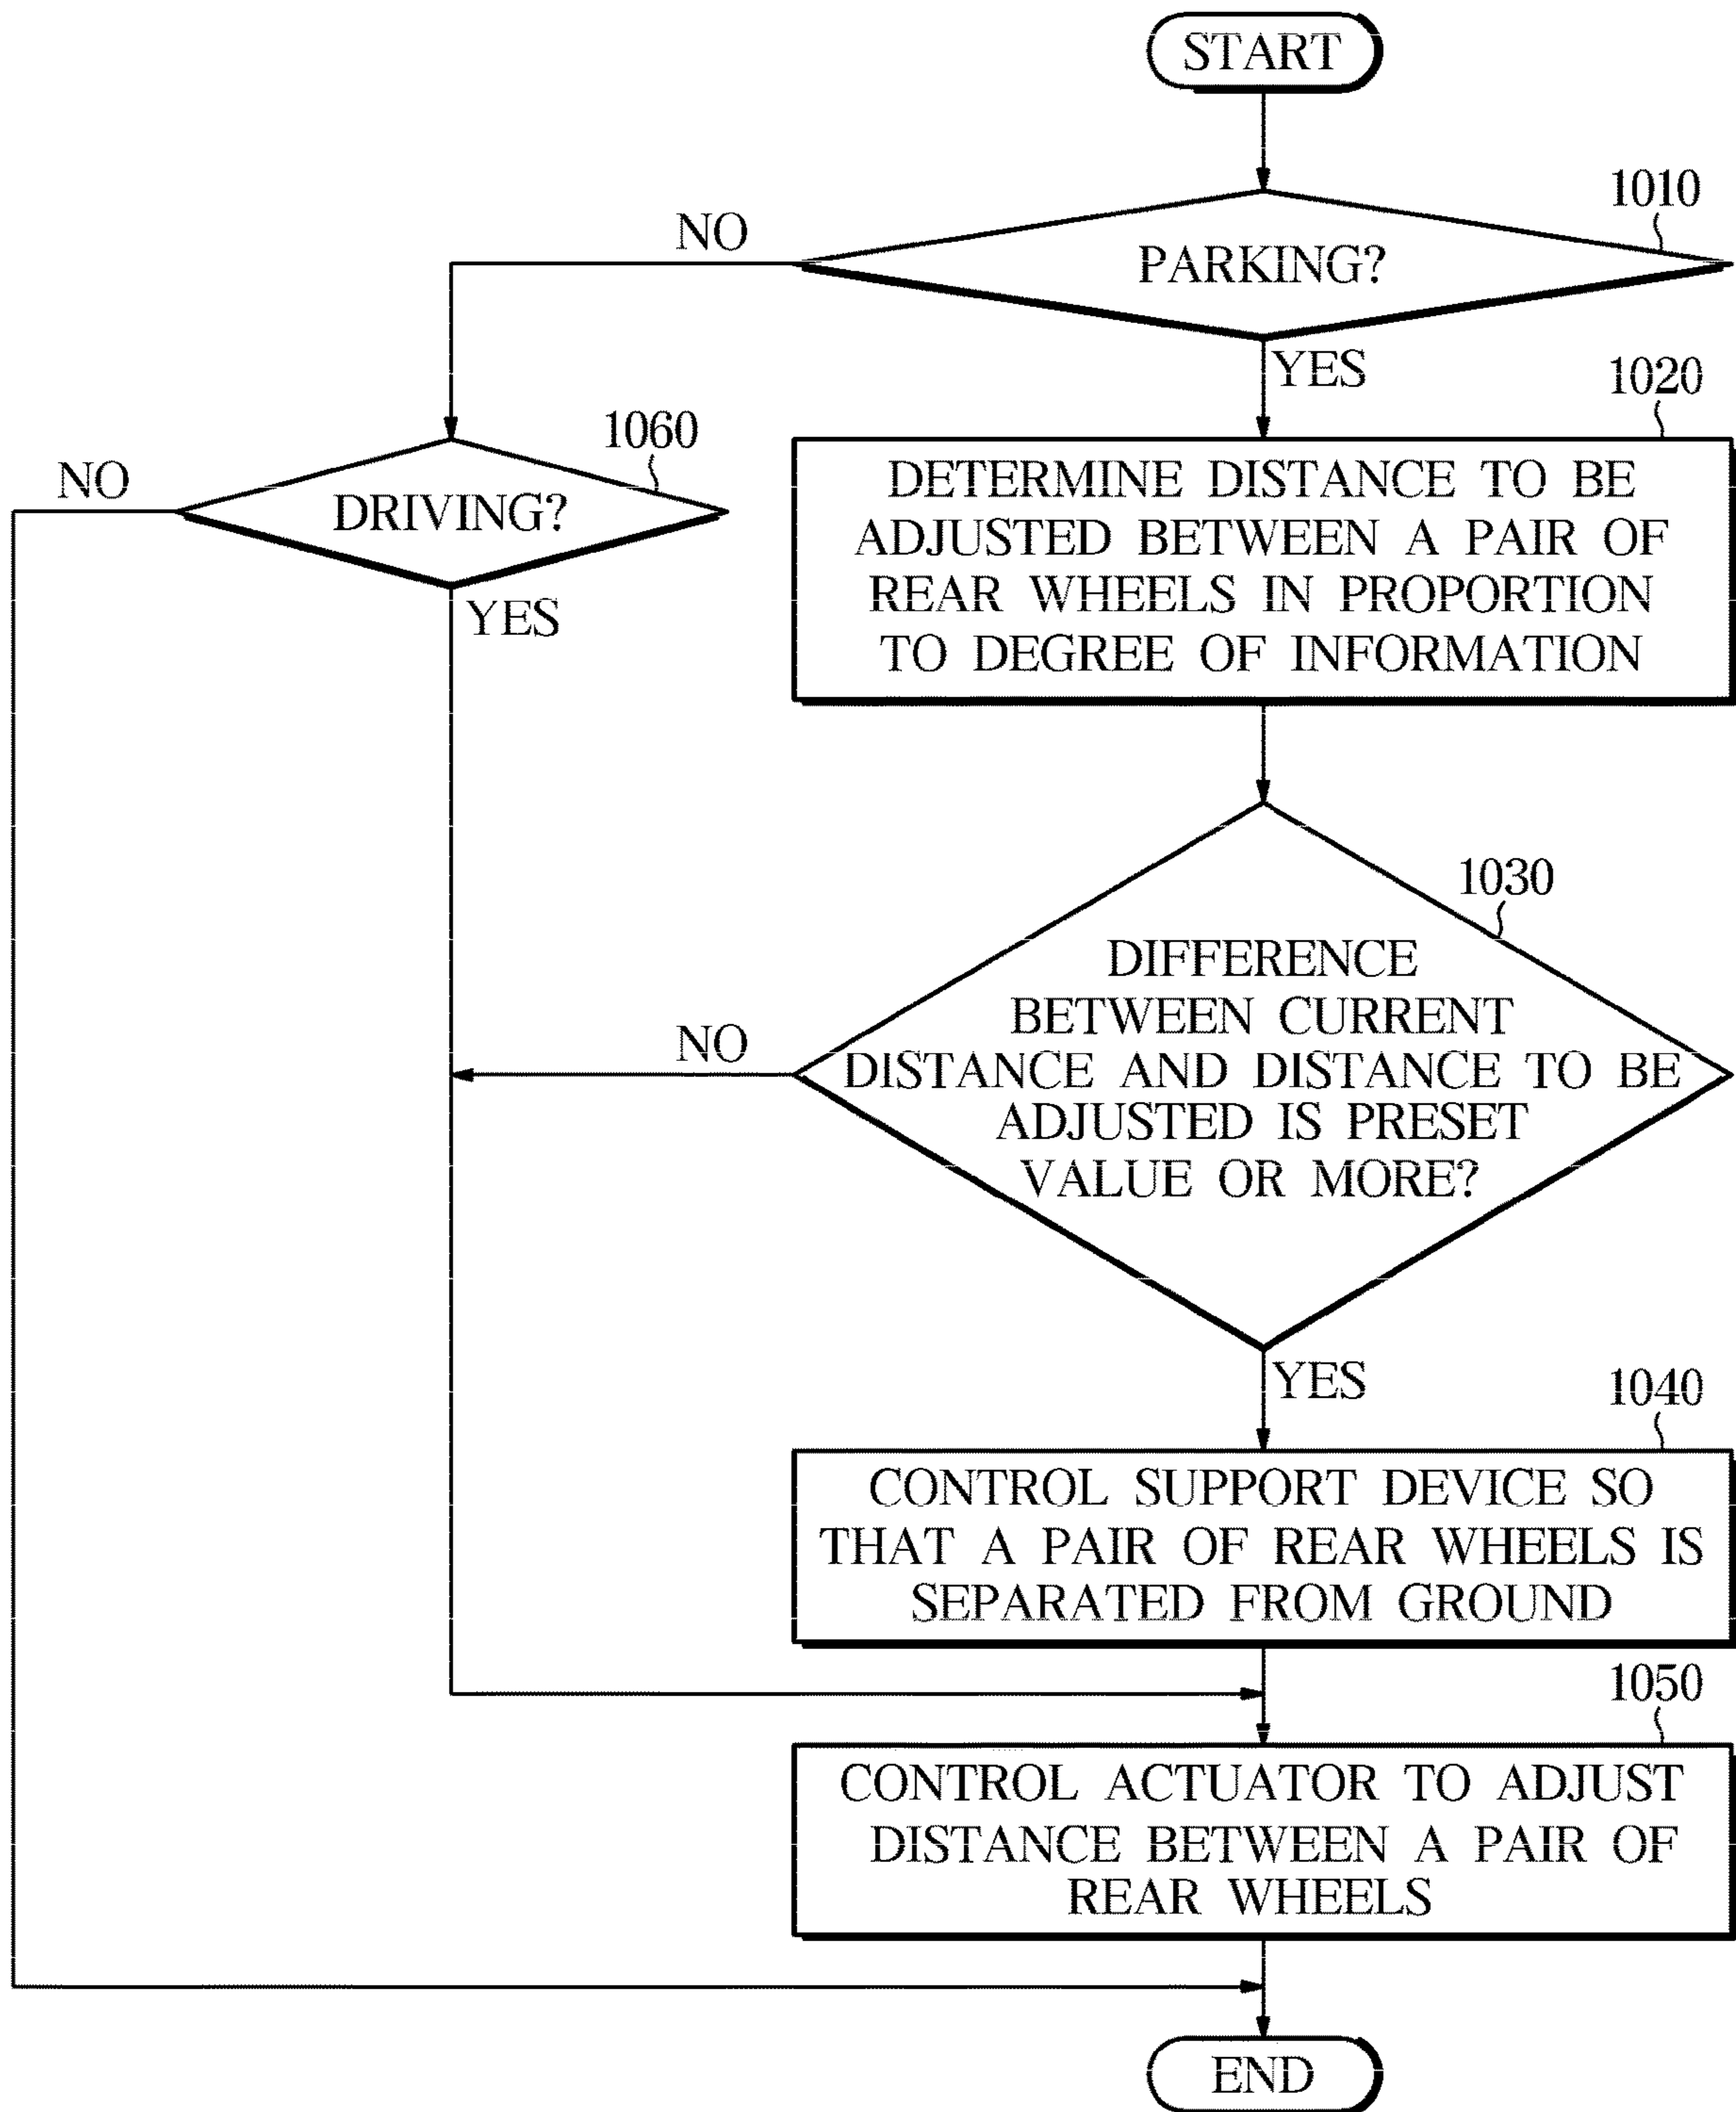 START
1010
NO
PARKING?
YES
1020
1060
NO
DRIVING?
YES
DETERMINE DISTANCE TO BE
ADJUSTED BETWEEN A PAIR OF
REAR WHEELS IN PROPORTION
TO DEGREE OF INFORMATION
1030
DIFFERENCE
BETWEEN CURRENT
DISTANCE AND DISTANCE TO BE
ADJUSTED IS PRESET
VALUE OR MORE?
NO
YES
1040
CONTROL SUPPORT DEVICE SO
THAT A PAIR OF REAR WHEELS IS
SEPARATED FROM GROUND
1050
CONTROL ACTUATOR TO ADJUST
DISTANCE BETWEEN A PAIR OF
REAR WHEELS
END